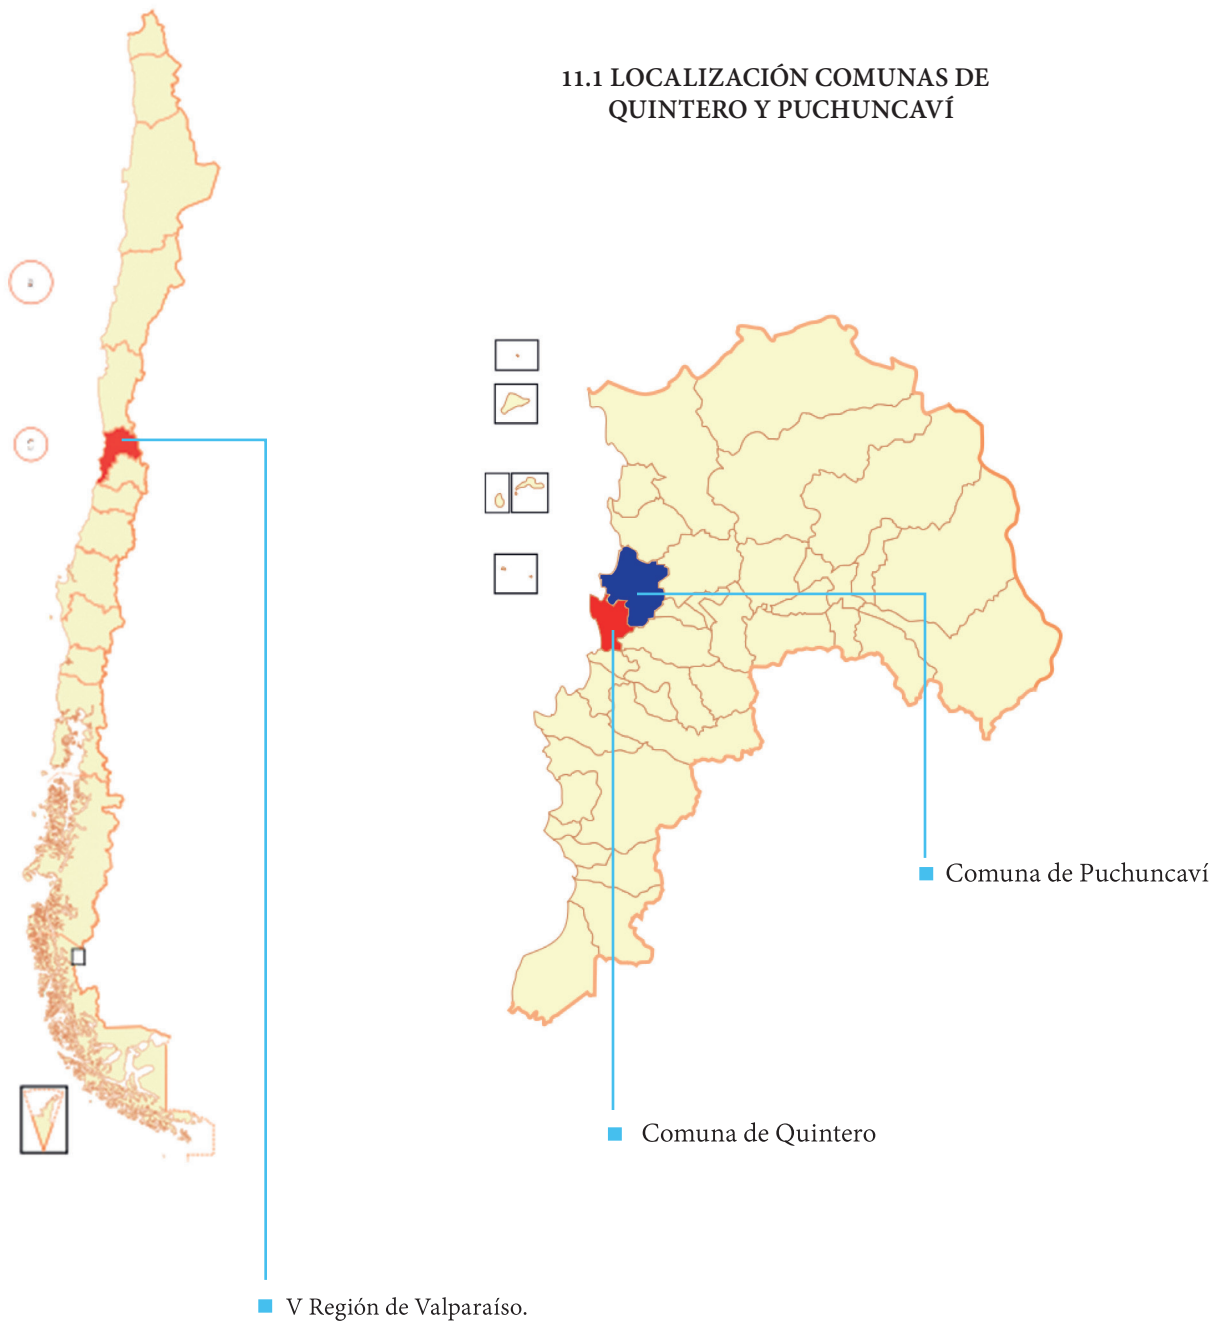 11.1 LOCALIZACIÓN COMUNAS DE
QUINTERO Y PUCHUNCAVÍ
Comuna de Puchuncaví
Comuna de Quintero
V Región de Valparaíso.